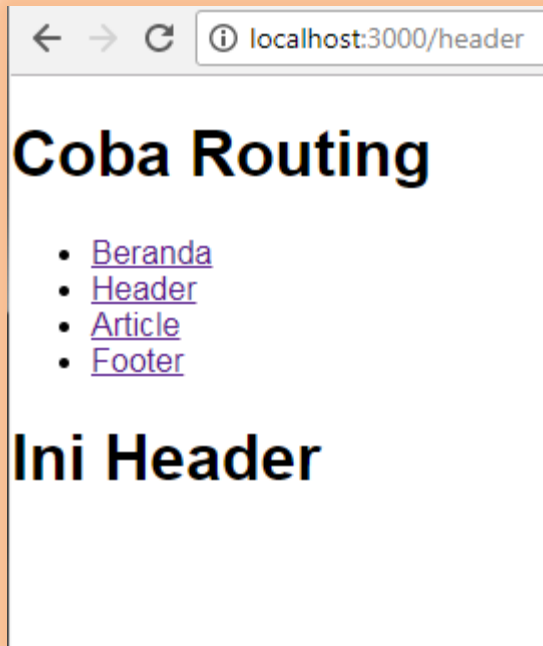 localhost:3000/header
Coba Routing
Beranda
Header
Article
Footer
Ini Header